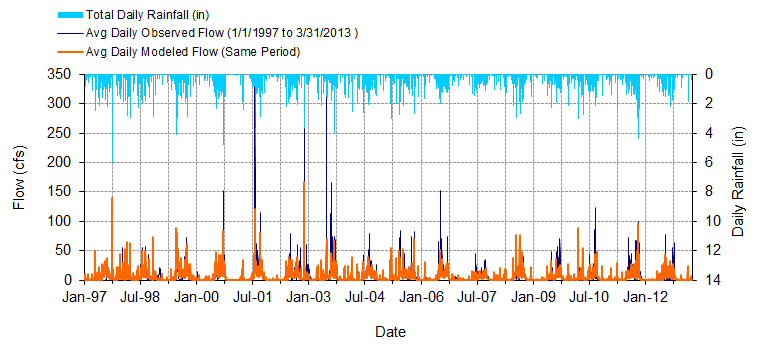 Total Daily Rainfall (in)
Avg Daily Observed Flow (1/1/1997 to 3/31/2013 )
Avg Daily Modeled Flow (Same Period)
350
300
250
200
150
100
50
0
Flow (cfs)
0
2
4
6
8
10
12
14
Daily Rainfall (in)
Jan-97 Jul-98 Jan-00 Jul-01 Jan-03 Jul-04 Jan-06 Jul-07 Jan-09 Jul-10 Jan-12
Date